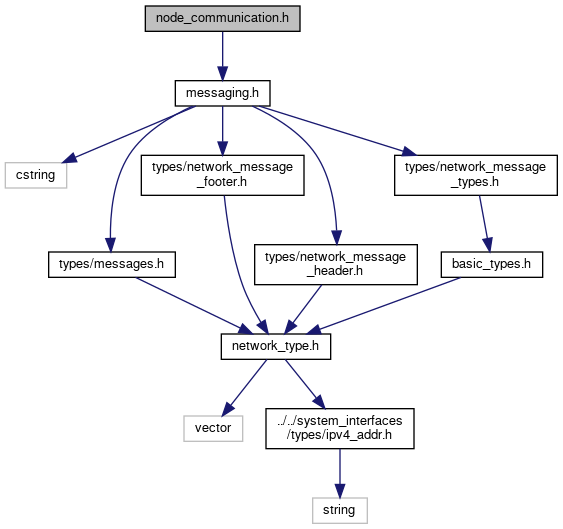 node_communication.h
messaging.h
cstring
types/network_message
_footer.h
types/network_message
_types.h
types/messages.h
types/network_message
_header.h
basic_types.h
network_type.h
vector
../../system_interfaces
/types/ipv4_addr.h
string